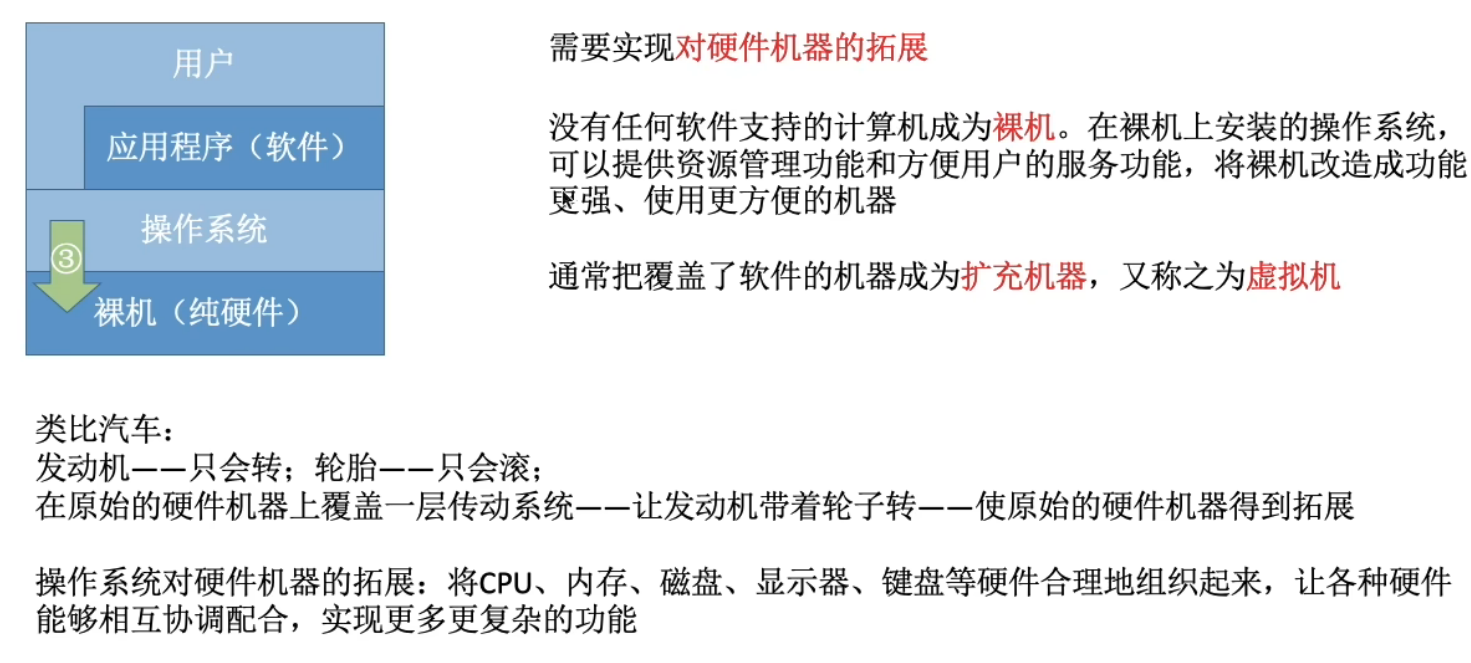 用户
应用程序（软件）
操作系统
③
裸机（纯硬件）
需要实现对硬件机器的拓展
没有任何软件支持的计算机成为裸机。在裸机上安装的操作系统，
可以提供资源管理功能和方便用户的服务功能，将裸机改造成功能
更强、使用更方便的机器
通常把覆盖了软件的机器成为扩充机器，又称之为虚拟机
类比汽车：
发动机——只会转；轮胎——只会滚；
在原始的硬件机器上覆盖一层传动系统——让发动机带着轮子转——使原始的硬件机器得到拓展
操作系统对硬件机器的拓展：将CPU、内存、磁盘、显示器、键盘等硬件合理地组织起来，让各种硬件
能够相互协调配合，实现更多更复杂的功能